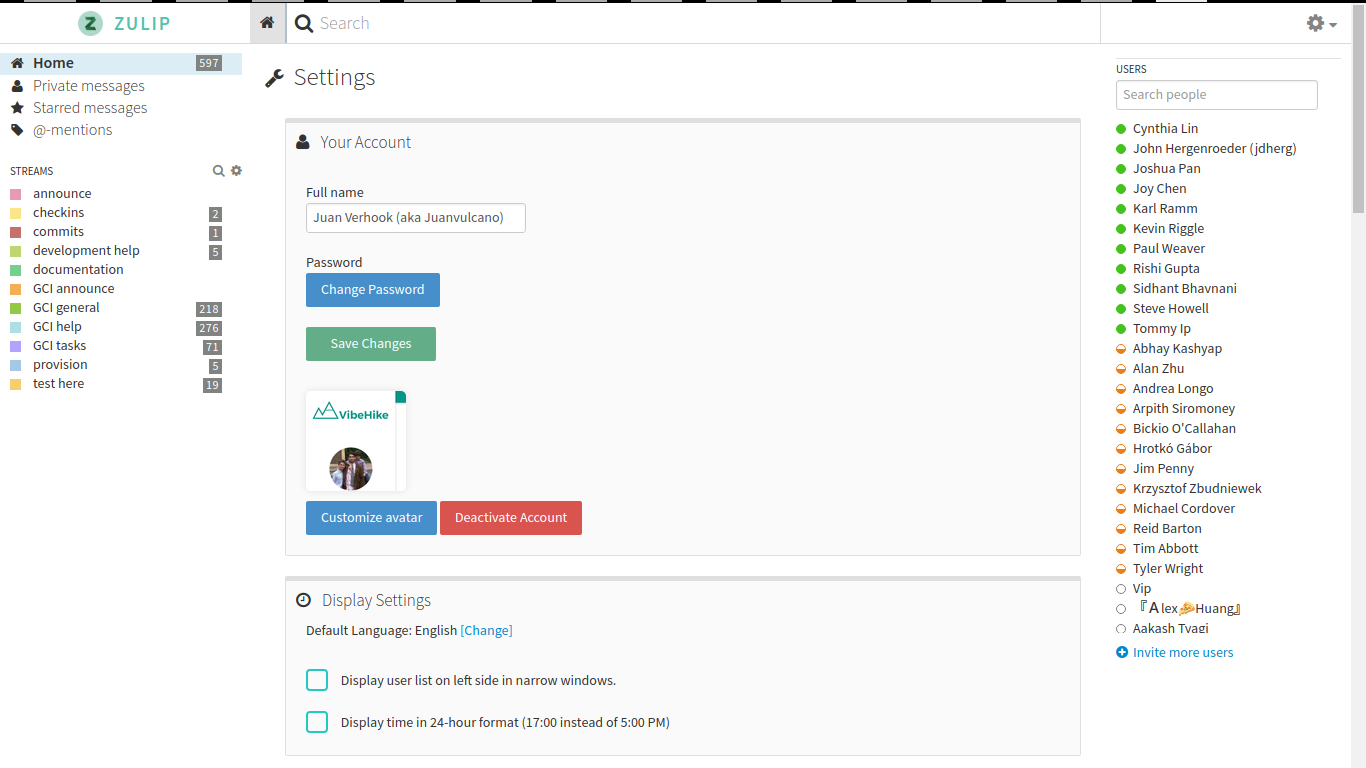 ZULIP
Search
Home 597
Private messages
Starred messages
@-mentions
STREAMS
announce
checkins 2
commits 1
development help 5
documentation
GCI announce
GCI general 218
GCI help 276
GCI tasks 71
provision 5
test here 19
Settings
Your Account
Full name
Juan Verhook (aka Juanvulcano)
Password
Change Password
Save Changes
VibeHike
Customize avatar
Deactivate Account
Display Settings
Default Language: English [Change]
Display user list on left side in narrow windows.
Display time in 24-hour format (17:00 instead of 5:00 PM)
USERS
Search people
Cynthia Lin
John Hergenroeder (jdherg)
Joshua Pan
Joy Chen
Karl Ramm
Kevin Riggle
Paul Weaver
Rishi Gupta
Sidhant Bhavnani
Steve Howell
Tommy Ip
Abhay Kashyap
Alan Zhu
Andrea Longo
Arpith Siromoney
Bickio O'Callahan
Hrotkó Gábor
Jim Penny
Krzysztof Zbudniewek
Michael Cordover
Reid Barton
Tim Abbott
Tyler Wright
Vip
『Ａlex🍕Huang』
Aakash Tyagi
Invite more users